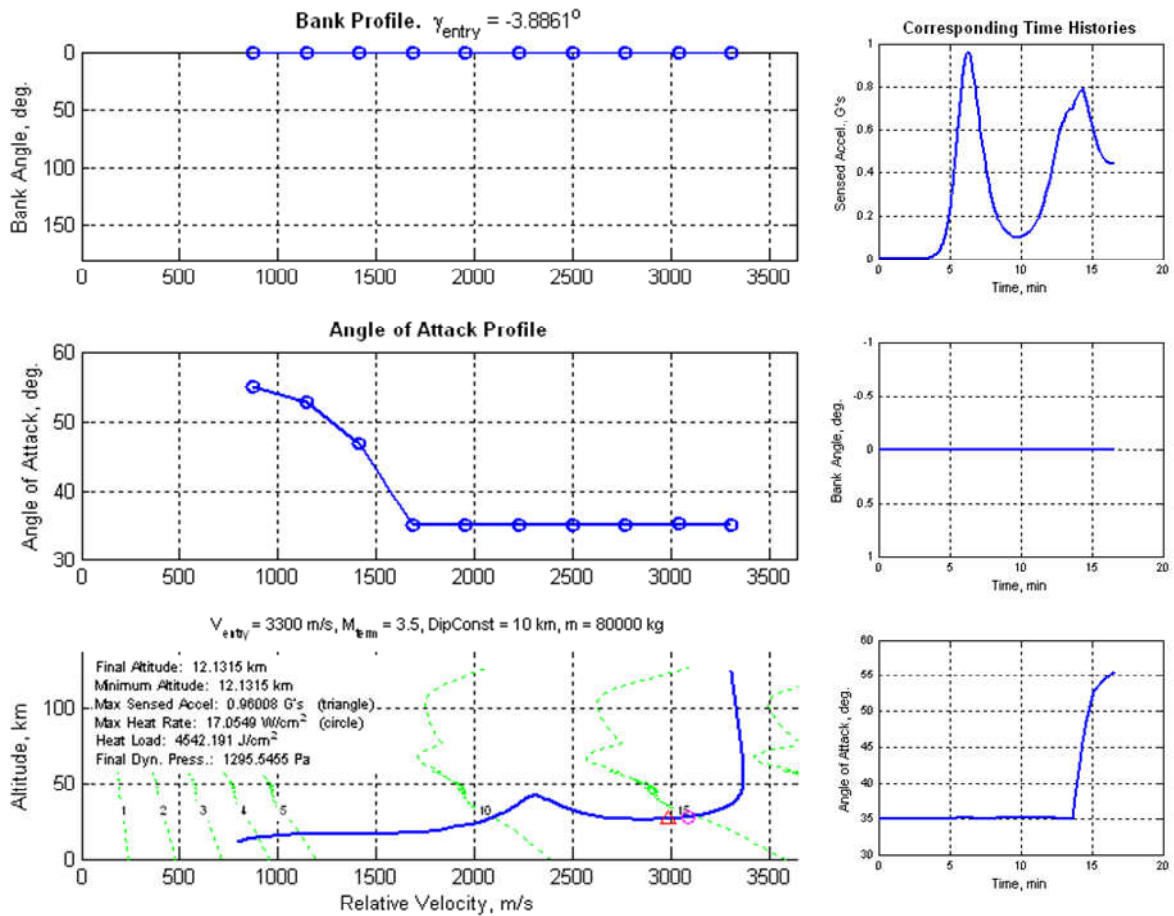 Bank Profile. γentry = -3.8861°
0
50
100
150
Bank Angle, deg.
0 500 1000 1500 2000 2500 3000 3500
Corresponding Time Histories
1
0.8
0.6
0.4
0.2
0
Sensed Accel., G's
0 5 10 15 20
Time, min
Angle of Attack Profile
60
50
40
30
Angle of Attack, deg.
0 500 1000 1500 2000 2500 3000 3500
-1
-0.5
0
0.5
1
Bank Angle, deg.
0 5 10 15 20
Time, min
Ventry = 3300 m/s, Mterm = 3.5, DipConst = 10 km, m = 80000 kg
Final Altitude: 12.1315 km
Minimum Altitude: 12.1315 km
Max Sensed Accel: 0.96008 G's (triangle)
Max Heat Rate: 17.0549 W/cm² (circle)
Heat Load: 4542.191 J/cm²
Final Dyn. Press.: 1295.5455 Pa
100
50
0
Altitude, km
1 2 3 4 5 10 15
0 500 1000 1500 2000 2500 3000 3500
Relative Velocity, m/s
60
55
50
45
40
35
30
Angle of Attack, deg.
0 5 10 15 20
Time, min